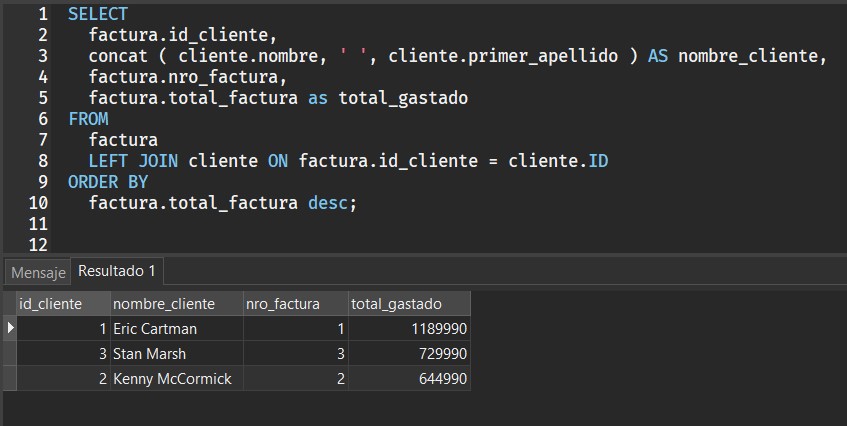 1 SELECT
2 factura.id_cliente,
3 concat ( cliente.nombre, ' ', cliente.primer_apellido ) AS nombre_cliente,
4 factura.nro_factura,
5 factura.total_factura as total_gastado
6 FROM
7 factura
8 LEFT JOIN cliente ON factura.id_cliente = cliente.ID
9 ORDER BY
10 factura.total_factura desc;
11
12
Mensaje Resultado 1
id_cliente nombre_cliente nro_factura total_gastado
1 Eric Cartman 1 1189990
3 Stan Marsh 3 729990
2 Kenny McCormick 2 644990